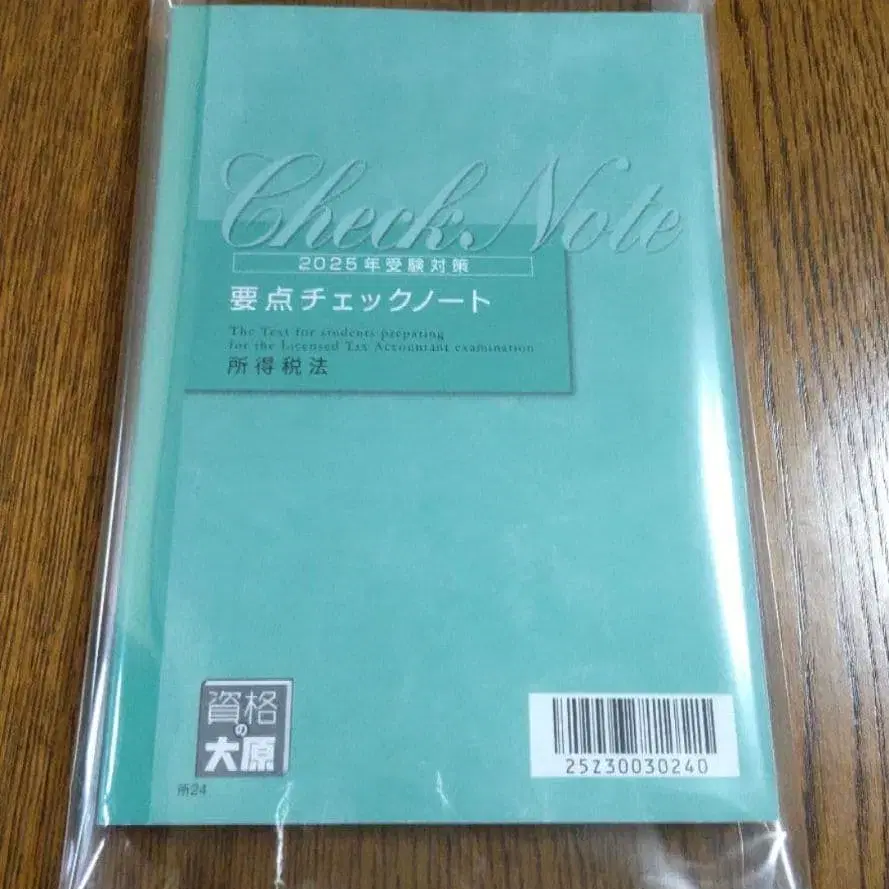 Check Note
2025年受験対策
要点チェックノート
The Text for students preparing
for the Licensed Tax Accountant examination
所得税法
資格
の
大原
所24
25Z30030240